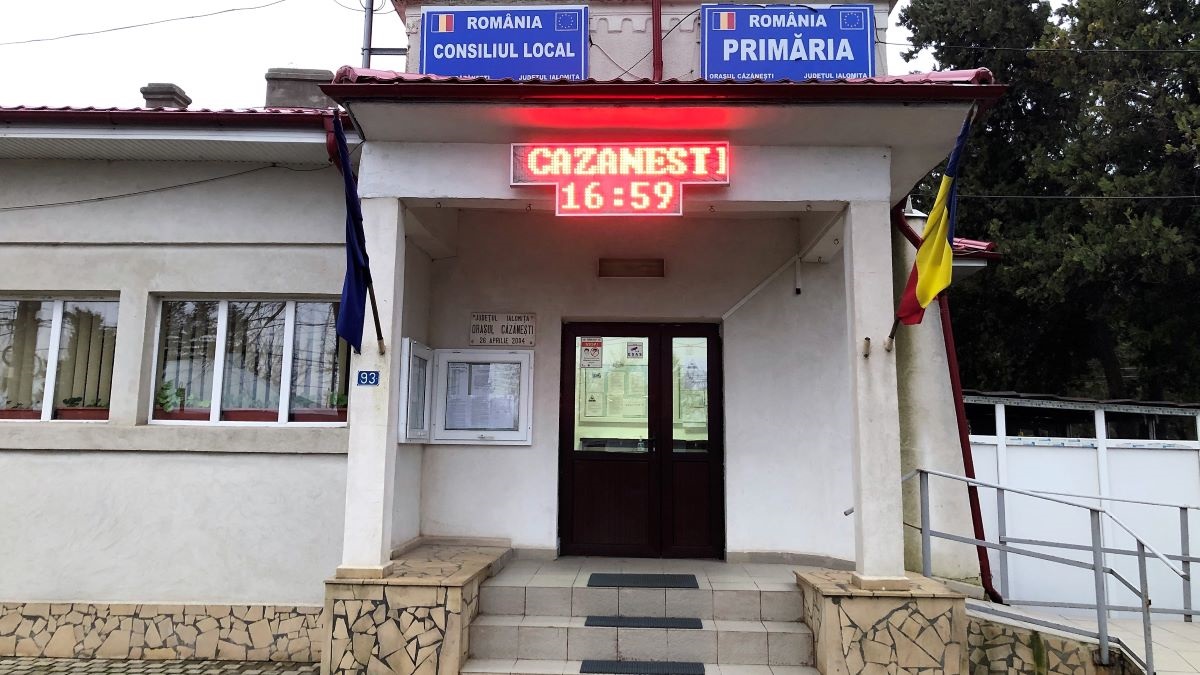 ROMÂNIA
CONSILIUL LOCAL
CĂZĂNEȘTI JUDEȚUL IALOMIȚA
ROMÂNIA
PRIMĂRIA
ORAȘUL CĂZĂNEȘTI JUDEȚUL IALOMIȚA
CAZANESTI
16:59
"JUDEȚUL IALOMIȚA"
ORAȘUL CĂZĂNEȘTI
26 APRILIE 2004
93